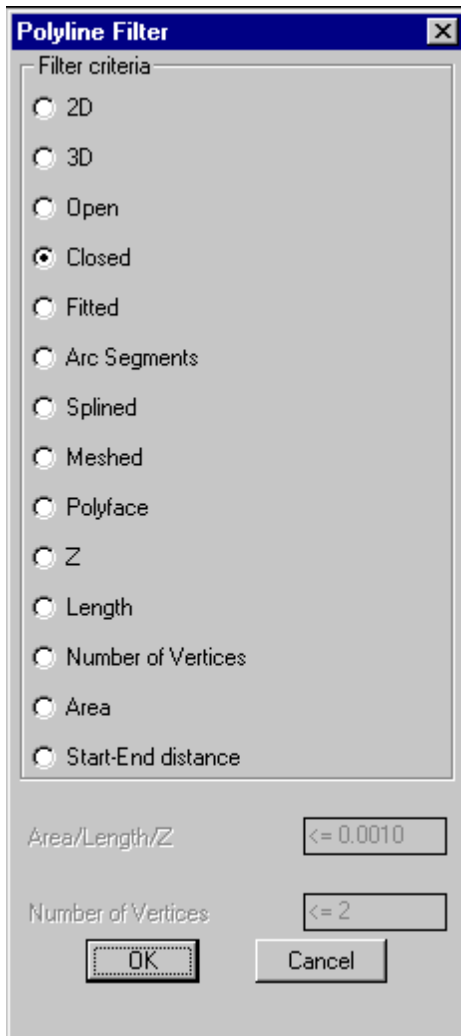 Polyline Filter
Filter criteria
2D
3D
Open
Closed
Fitted
Arc Segments
Splined
Meshed
Polyface
Z
Length
Number of Vertices
Area
Start-End distance
Area/Length/Z <= 0.0010
Number of Vertices <= 2
OK Cancel